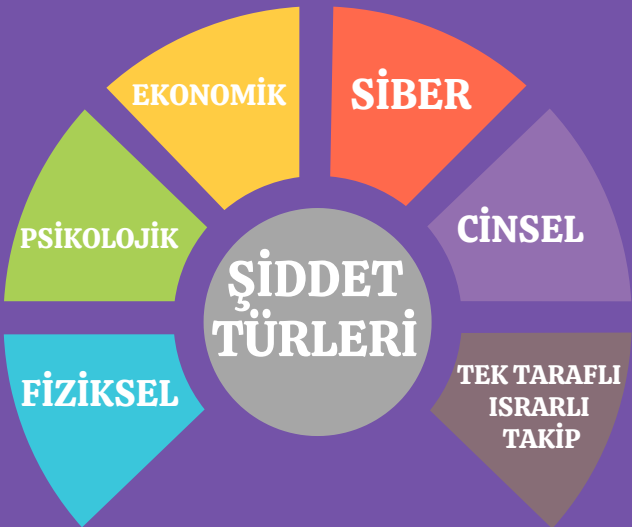 EKONOMİK
SİBER
PSİKOLOJİK
CİNSEL
ŞİDDET
TÜRLERİ
FİZİKSEL
TEK TARAFLI
ISRARLI
TAKİP